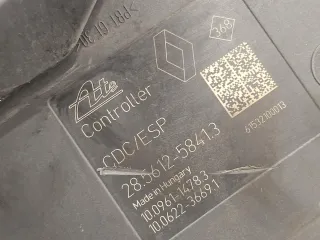 368
Ate
Controller
CDC/ESP
28.5612-5841.3
Made in Hungary
10.0961-1478.3
10.0622-3669.1